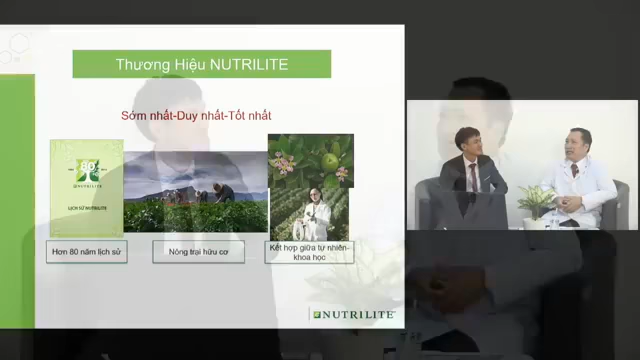 Thương Hiệu NUTRILITE
Sớm nhất-Duy nhất-Tốt nhất
80
NUTRILITE
LỊCH SỬ NUTRILITE
Hơn 80 năm lịch sử
Nông trại hữu cơ
Kết hợp giữa tự nhiên-
khoa học
NUTRILITE